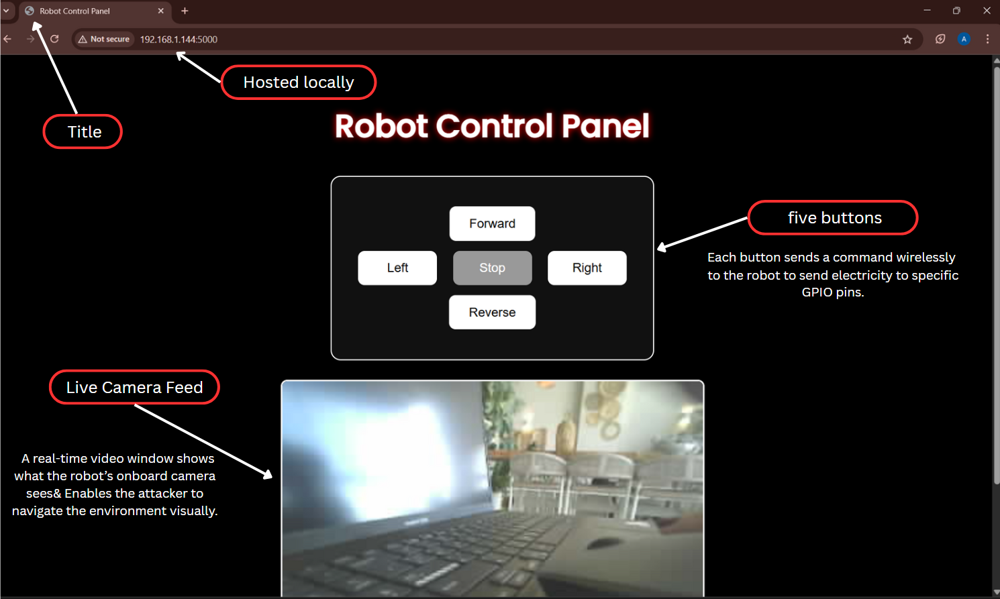 Robot Control Panel
Not secure 192.168.1.144:5000
A
Hosted locally
Title
Robot Control Panel
Forward
five buttons
Left Stop Right
Each button sends a command wirelessly
to the robot to send electricity to specific
GPIO pins.
Reverse
Live Camera Feed
A real-time video window shows
what the robot’s onboard camera
sees& Enables the attacker to
navigate the environment visually.